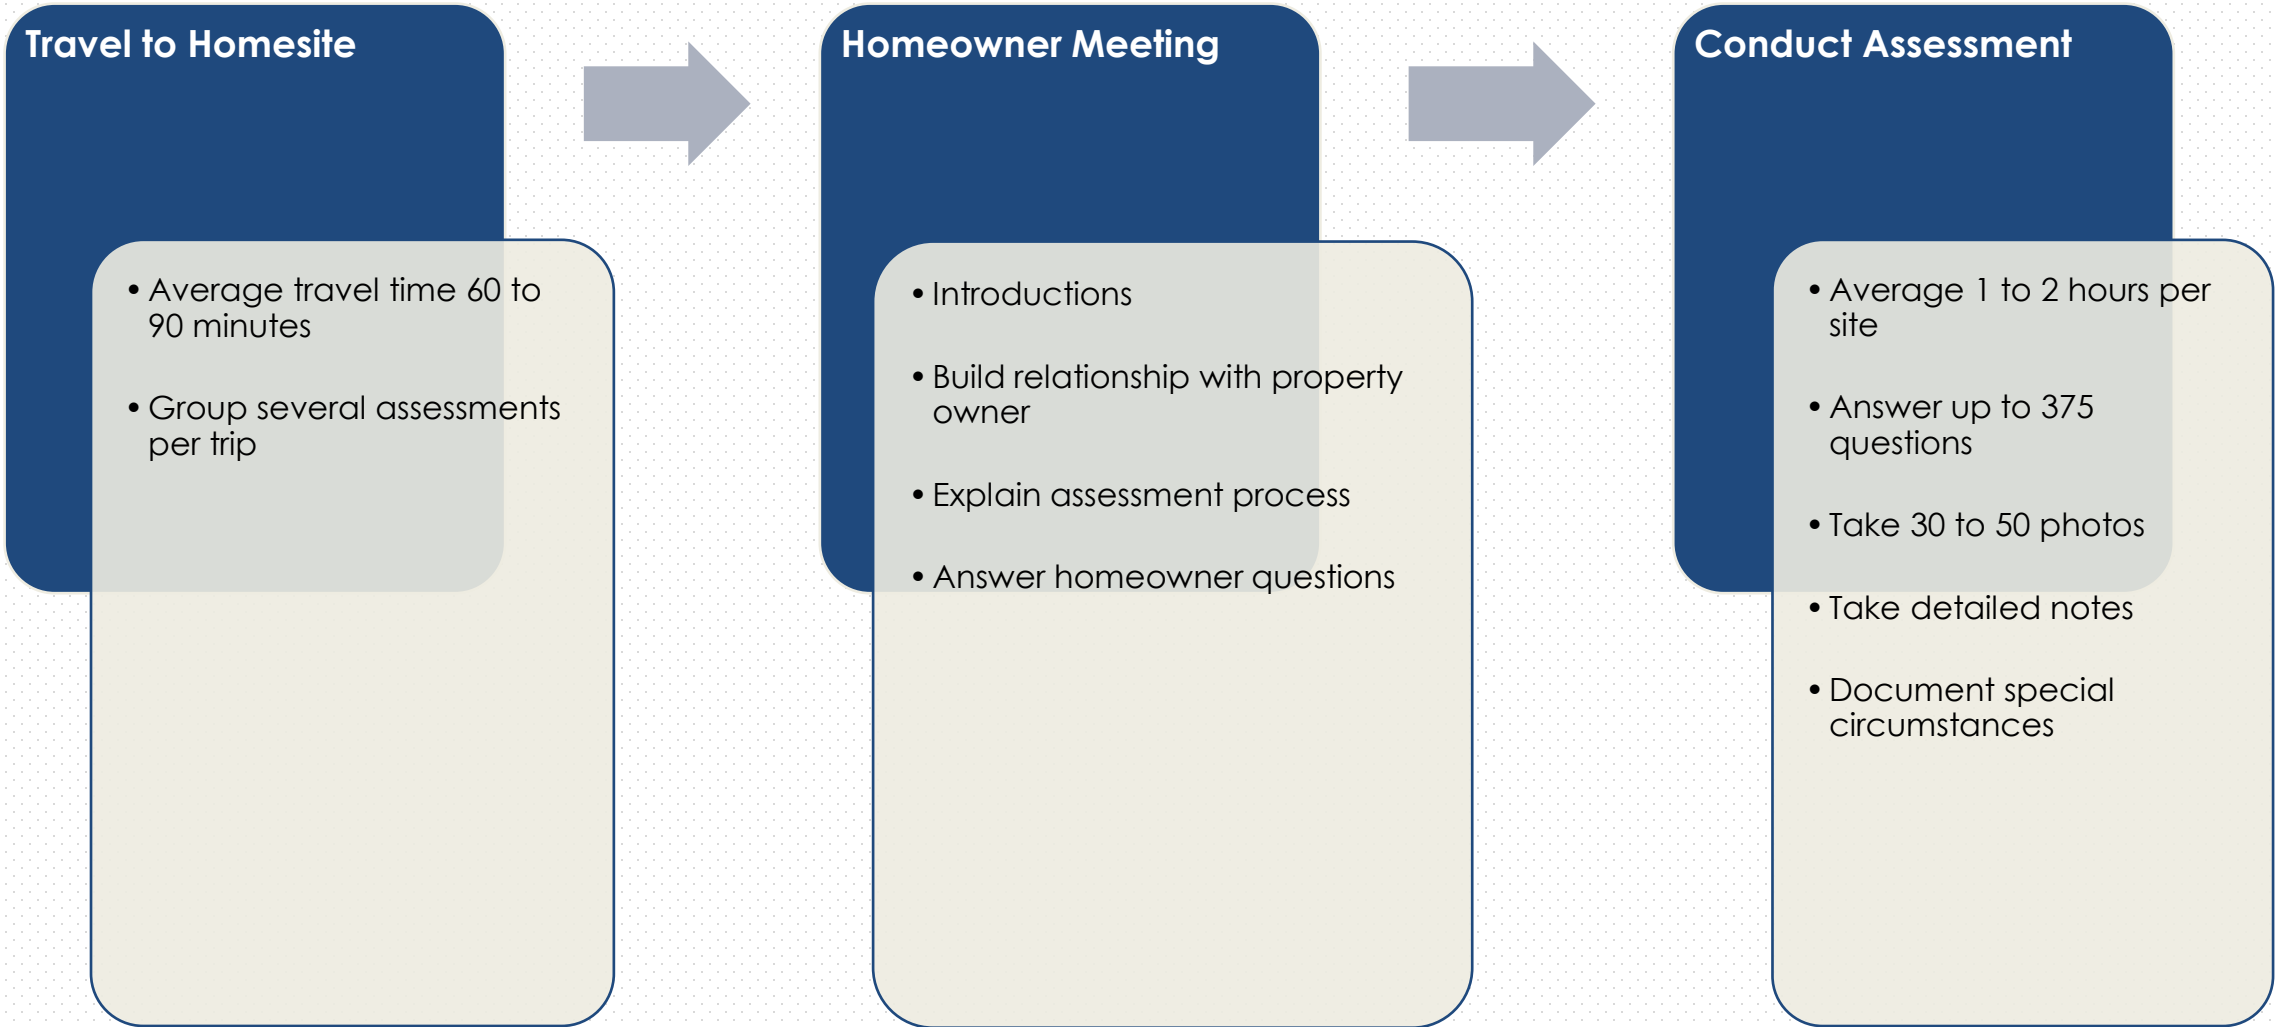 Travel to Homesite
• Average travel time 60 to
90 minutes
• Group several assessments
per trip
Homeowner Meeting
• Introductions
• Build relationship with property
owner
• Explain assessment process
• Answer homeowner questions
Conduct Assessment
• Average 1 to 2 hours per
site
• Answer up to 375
questions
• Take 30 to 50 photos
• Take detailed notes
• Document special
circumstances